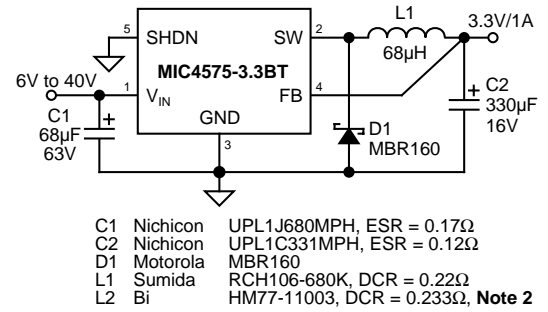 L1
3.3V/1A
5 SHDN SW 2
68µH
MIC4575-3.3BT
6V to 40V
1 VIN FB 4
C2
330µF
16V
C1
68µF
63V
GND
3
D1
MBR160
C1 Nichicon UPL1J680MPH, ESR = 0.17Ω
C2 Nichicon UPL1C331MPH, ESR = 0.12Ω
D1 Motorola MBR160
L1 Sumida RCH106-680K, DCR = 0.22Ω
L2 Bi HM77-11003, DCR = 0.233Ω, Note 2